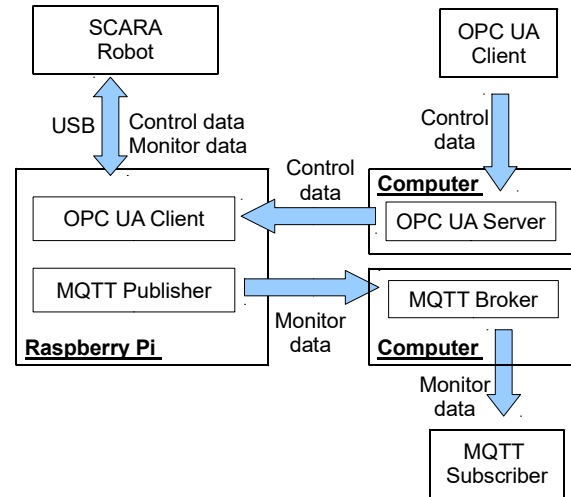 SCARA
Robot
OPC UA
Client
USB
Control data
Monitor data
Control
data
Control
data
Computer
OPC UA Client
OPC UA Server
MQTT Publisher
MQTT Broker
Monitor
data
Raspberry Pi
Computer
Monitor
data
MQTT
Subscriber